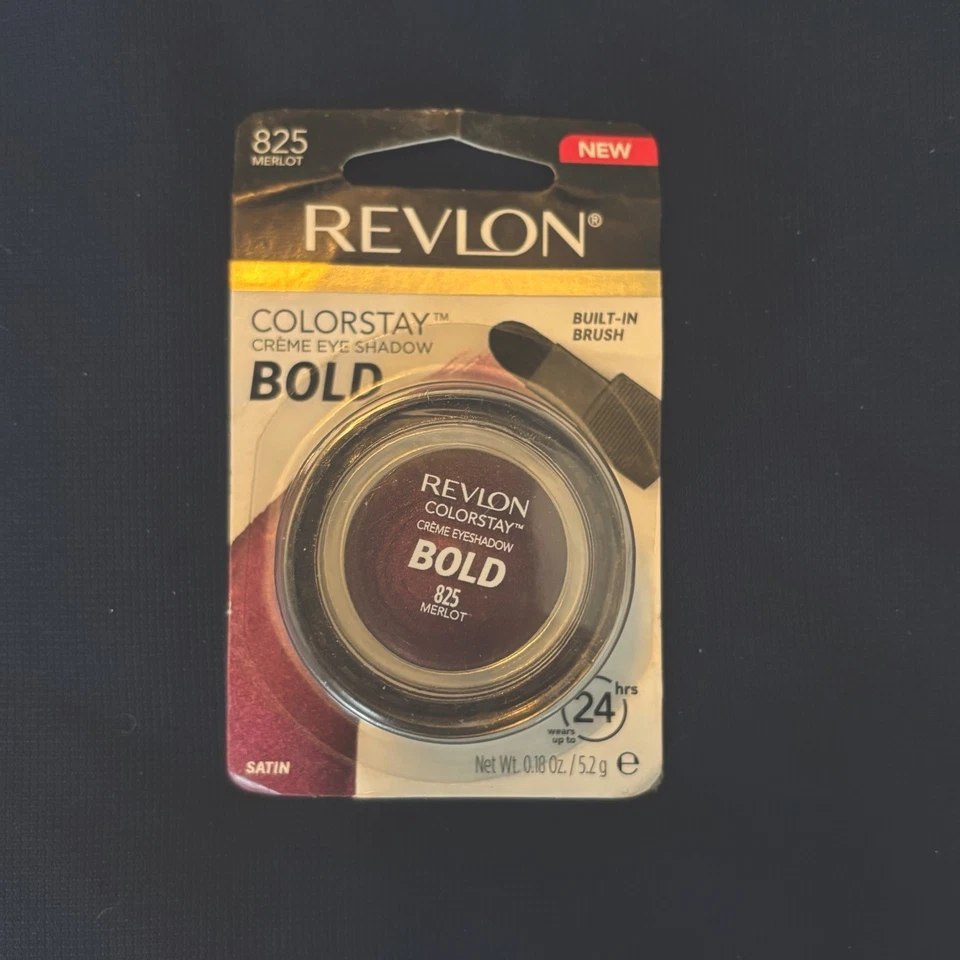 825
MERLOT
NEW
REVLON®
COLORSTAY™
CRÈME EYE SHADOW
BOLD
BUILT-IN
BRUSH
REVLON
COLORSTAY™
CRÈME EYESHADOW
BOLD
825
MERLOT
24 hrs
wears
up to
SATIN
Net Wt. 0.18 Oz. / 5.2 g ℮